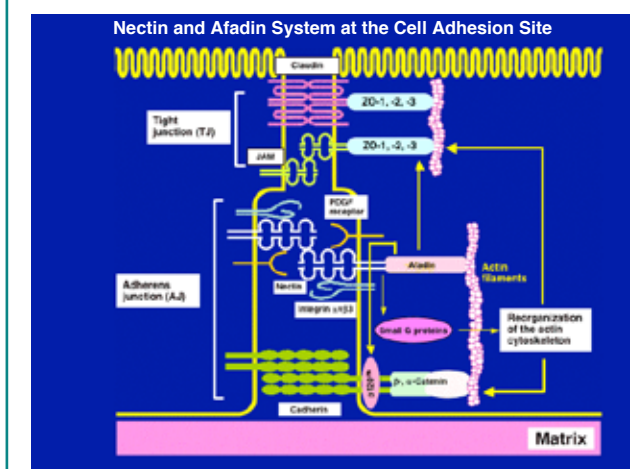 Nectin and Afadin System at the Cell Adhesion Site
Claudin
ZO-1, -2, -3
Tight
junction (TJ)
ZO-1, -2, -3
JAM
PDGF
receptor
Afadin
Actin
filaments
Nectin
Adherens
junction (AJ)
Integrin αvβ3
Small G proteins
Reorganization
of the actin
cytoskeleton
p120ctn
β-, α-Catenin
Cadherin
Matrix